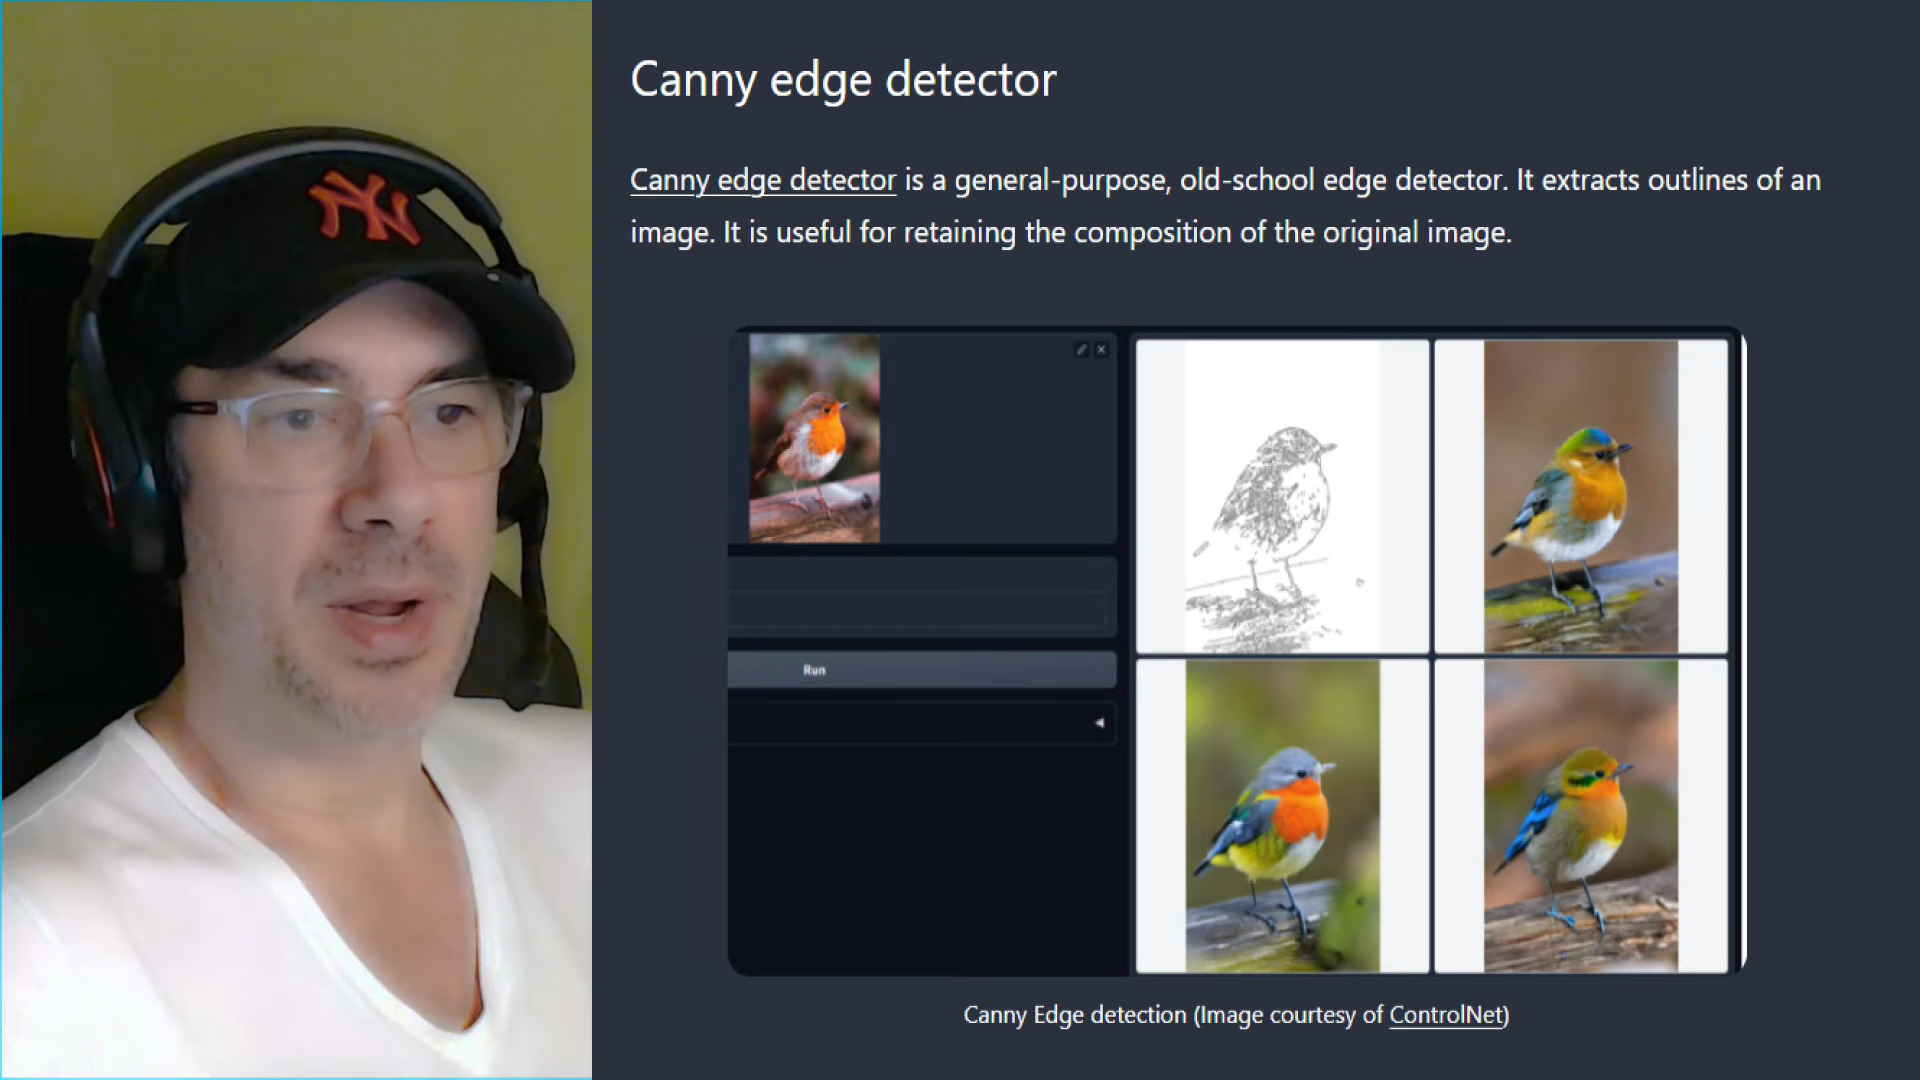 NY
Canny edge detector
Canny edge detector is a general-purpose, old-school edge detector. It extracts outlines of an
image. It is useful for retaining the composition of the original image.
Run
Canny Edge detection (Image courtesy of ControlNet)